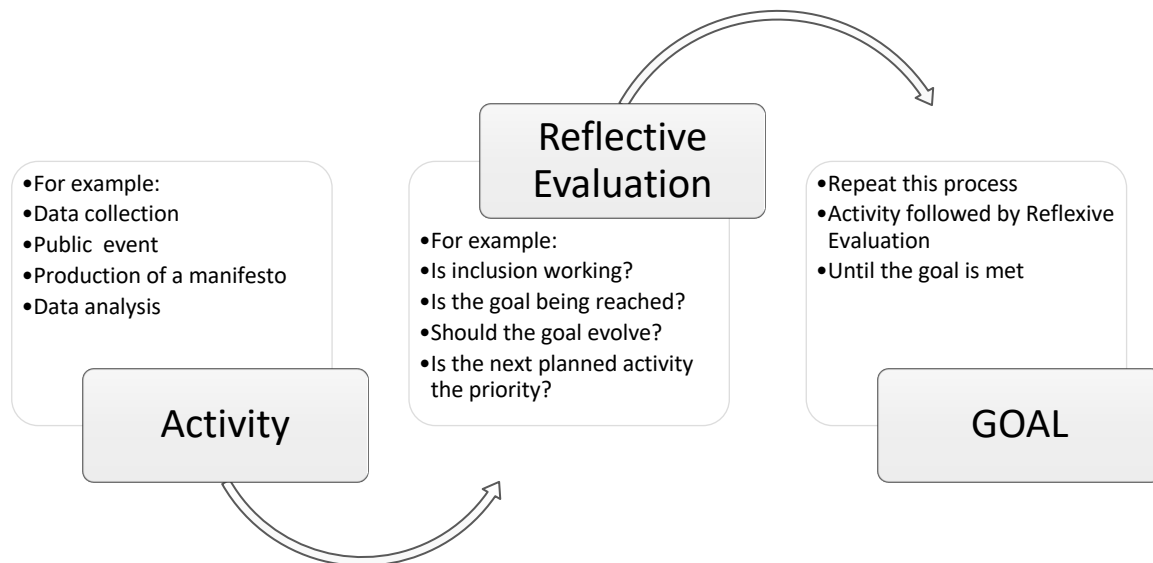 •For example:
•Data collection
•Public event
•Production of a manifesto
•Data analysis
Activity
Reflective
Evaluation
•For example:
•Is inclusion working?
•Is the goal being reached?
•Should the goal evolve?
•Is the next planned activity
the priority?
•Repeat this process
•Activity followed by Reflexive
Evaluation
•Until the goal is met
GOAL